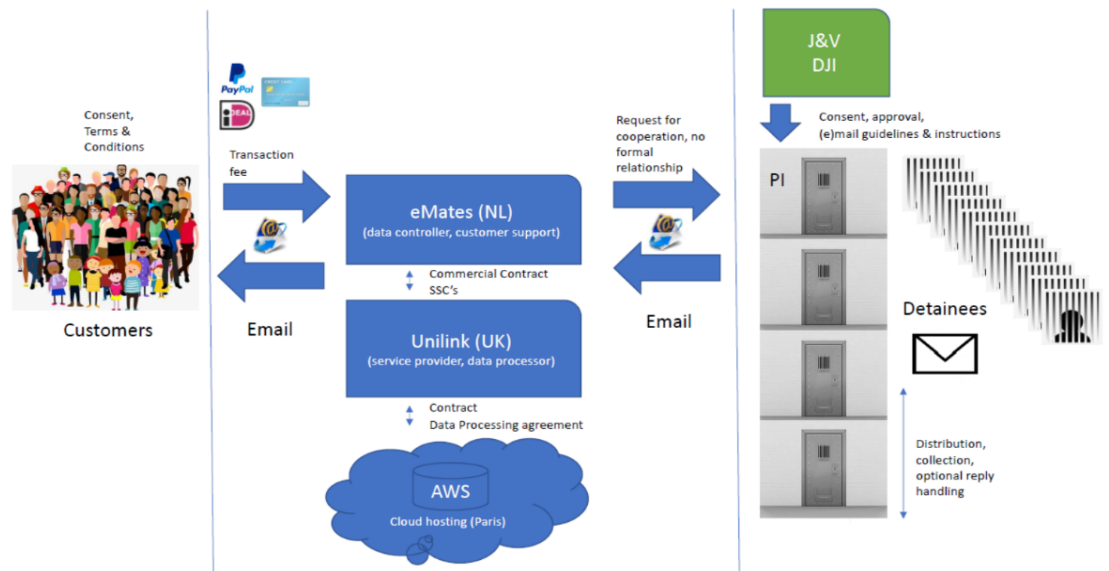 Consent,
Terms &
Conditions
Customers
PayPal
CREDIT CARD
iDEAL
Transaction
fee
Email
eMates (NL)
(data controller, customer support)
Commercial Contract
SSC's
Unilink (UK)
(service provider, data processor)
Contract
Data Processing agreement
AWS
Cloud hosting (Paris)
Request for
cooperation, no
formal
relationship
Email
J&V
DJI
Consent, approval,
(e)mail guidelines & instructions
PI
Detainees
Distribution,
collection,
optional reply
handling